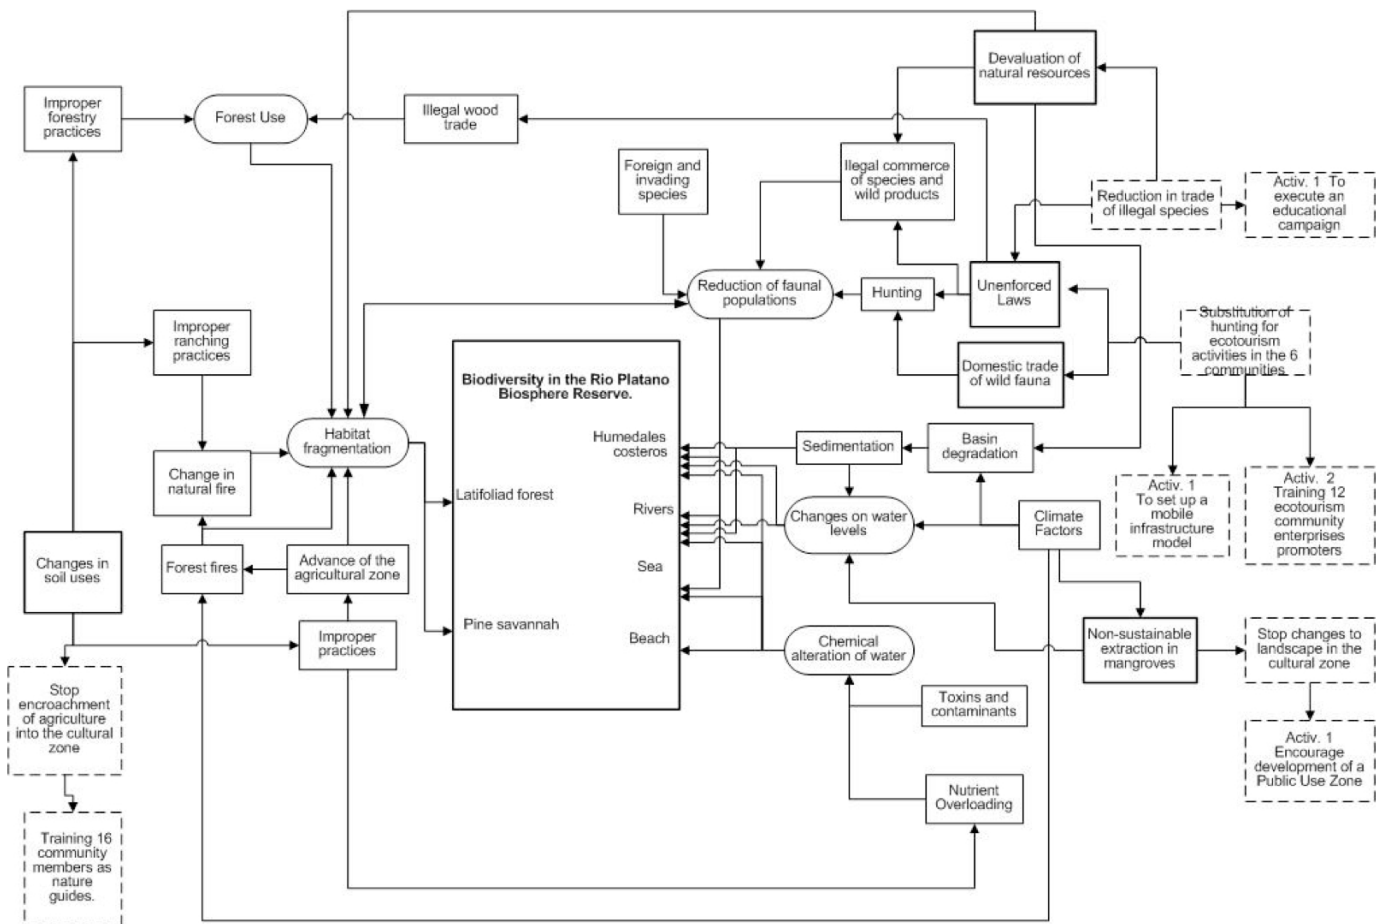 Devaluation of
natural resources
Improper
forestry
practices
Forest Use
Illegal wood
trade
Foreign and
invading
species
Ilegal commerce
of species and
wild products
Reduction in trade
of illegal species
Activ. 1  To
execute an
educational
campaign
Reduction of faunal
populations
Hunting
Unenforced
Laws
Substitution of
hunting for
ecotourism
activities in the 6
communities
Improper
ranching
practices
Domestic trade
of wild fauna
Biodiversity in the Rio Platano
Biosphere Reserve.
Habitat
fragmentation
Humedales
costeros
Sedimentation
Basin
degradation
Change in
natural fire
Latifoliad forest
Rivers
Changes on water
levels
Climate
Factors
Activ. 1
To set up a
mobile
infrastructure
model
Activ.  2
Training 12
ecotourism
community
enterprises
promoters
Changes in
soil uses
Forest fires
Advance of the
agricultural zone
Sea
Pine savannah
Beach
Improper
practices
Chemical
alteration of water
Non-sustainable
extraction in
mangroves
Stop changes to
landscape in the
cultural zone
Stop
encroachment
of agriculture
into the cultural
zone
Toxins and
contaminants
Activ. 1
Encourage
development of a
Public Use Zone
Nutrient
Overloading
Training 16
community
members as
nature
guides.